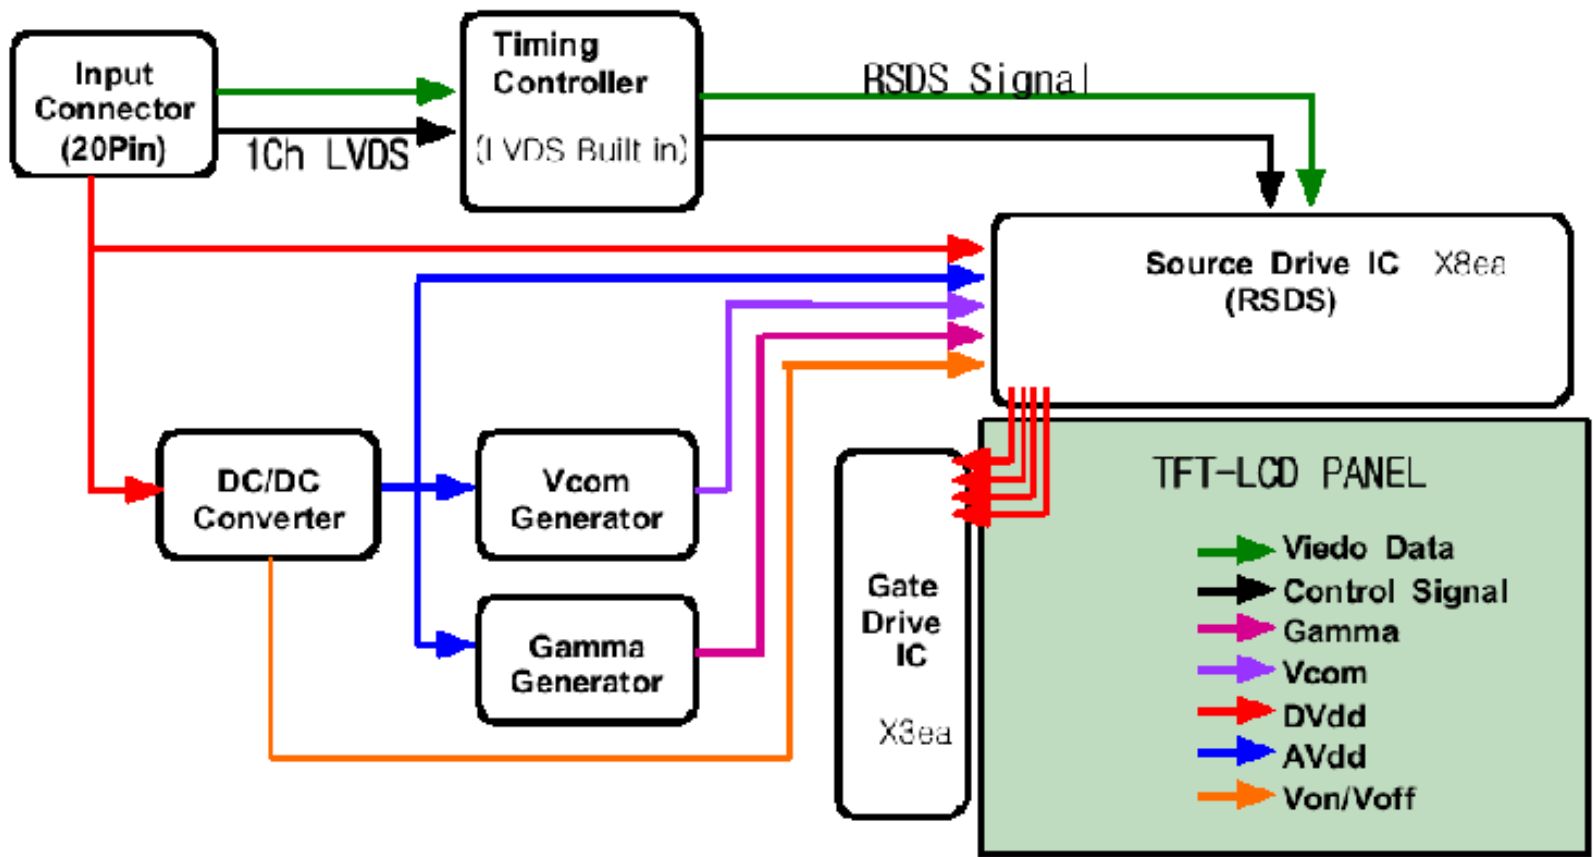 Input
Connector
(20Pin)
1Ch LVDS
Timing
Controller
(LVDS Built in)
RSDS Signal
Source Drive IC X8ea
(RSDS)
DC/DC
Converter
Vcom
Generator
Gamma
Generator
Gate
Drive
IC
X3ea
TFT-LCD PANEL
Viedo Data
Control Signal
Gamma
Vcom
DVdd
AVdd
Von/Voff